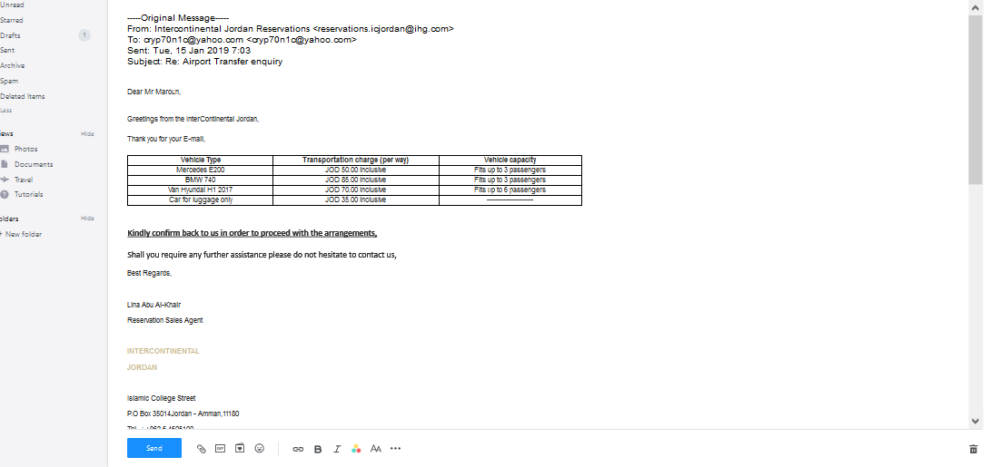 Unread
Starred
Drafts 1
Sent
Archive
Spam
Deleted Items
Less
ews Hide
Photos
Documents
Travel
Tutorials
olders Hide
+ New folder
-----Original Message-----
From: Intercontinental Jordan Reservations <reservations.icjordan@ihg.com>
To: cryp70n1c@yahoo.com <cryp70n1c@yahoo.com>
Sent: Tue, 15 Jan 2019 7:03
Subject: Re: Airport Transfer enquiry
Dear Mr Maroun,
Greetings from the InterContinental Jordan,
Thank you for your E-mail,
Vehicle Type Transportation charge (per way) Vehicle capacity
Mercedes E200 JOD 50.00 Inclusive Fits up to 3 passengers
BMW 740 JOD 85.00 Inclusive Fits up to 3 passengers
Van Hyundai H1 2017 JOD 70.00 Inclusive Fits up to 6 passengers
Car for luggage only JOD 35.00 Inclusive -----------------
Kindly confirm back to us in order to proceed with the arrangements,
Shall you require any further assistance please do not hesitate to contact us,
Best Regards,
Lina Abu Al-Khair
Reservation Sales Agent
INTERCONTINENTAL
JORDAN
Islamic College Street
P.O Box 35014Jordan - Amman,11180
Send GIF B I AA